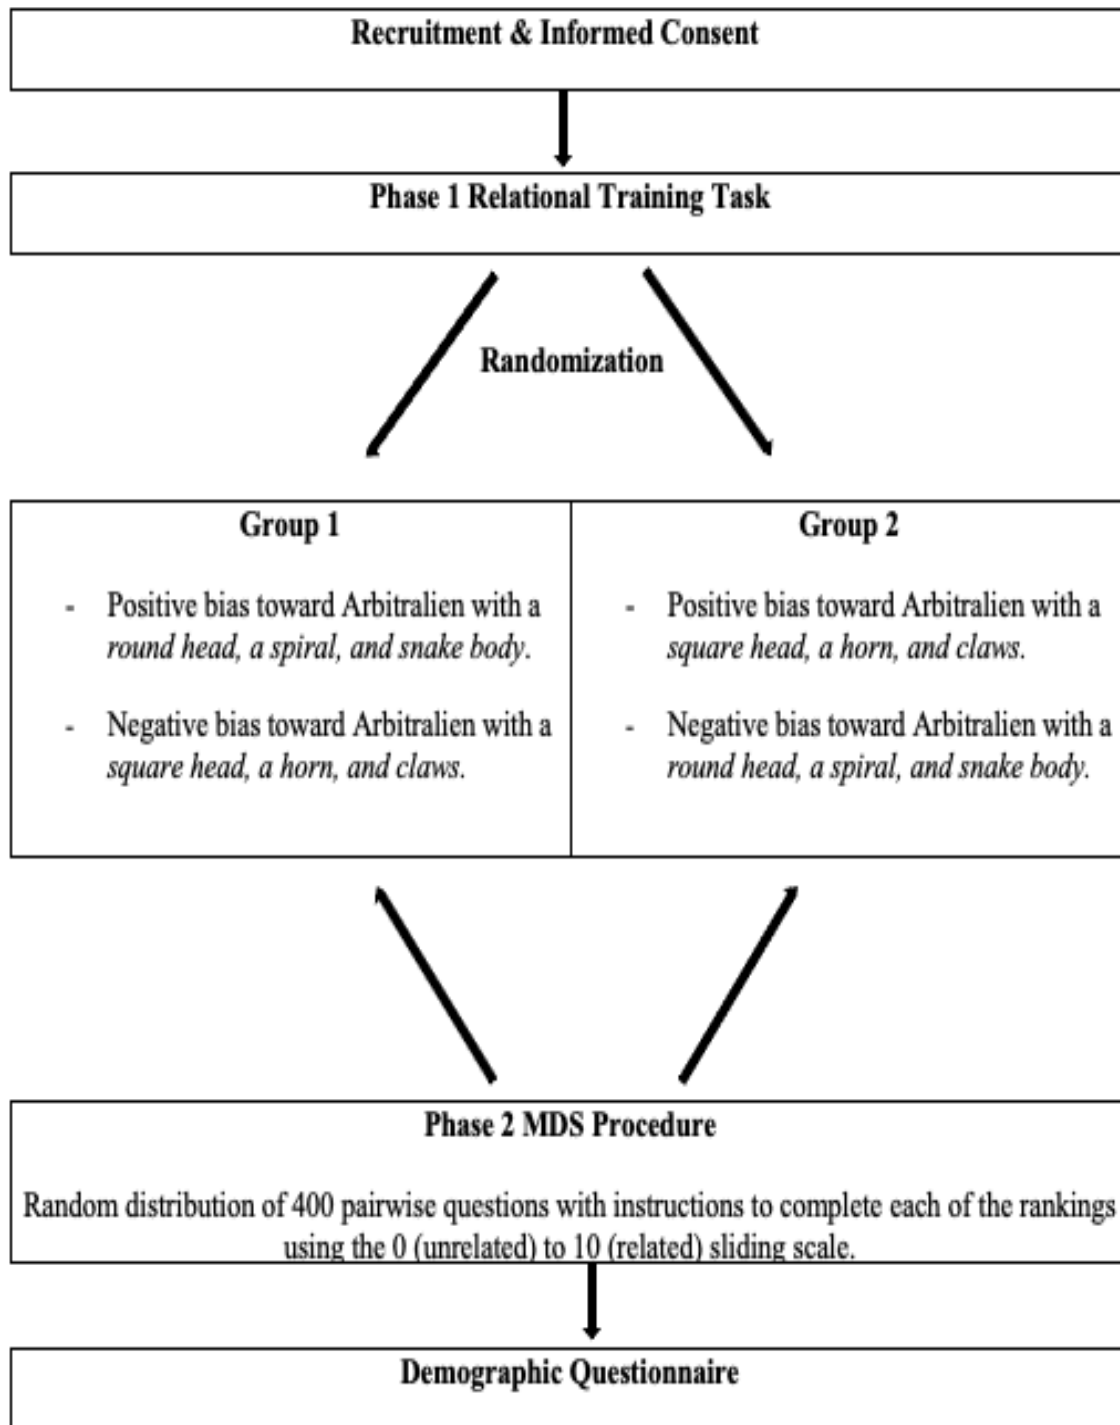 Recruitment & Informed Consent
Phase 1 Relational Training Task
Randomization
Group 1
- Positive bias toward Arbitralien with a
round head, a spiral, and snake body.
- Negative bias toward Arbitralien with a
square head, a horn, and claws.
Group 2
- Positive bias toward Arbitralien with a
square head, a horn, and claws.
- Negative bias toward Arbitralien with a
round head, a spiral, and snake body.
Phase 2 MDS Procedure
Random distribution of 400 pairwise questions with instructions to complete each of the rankings
using the 0 (unrelated) to 10 (related) sliding scale.
Demographic Questionnaire